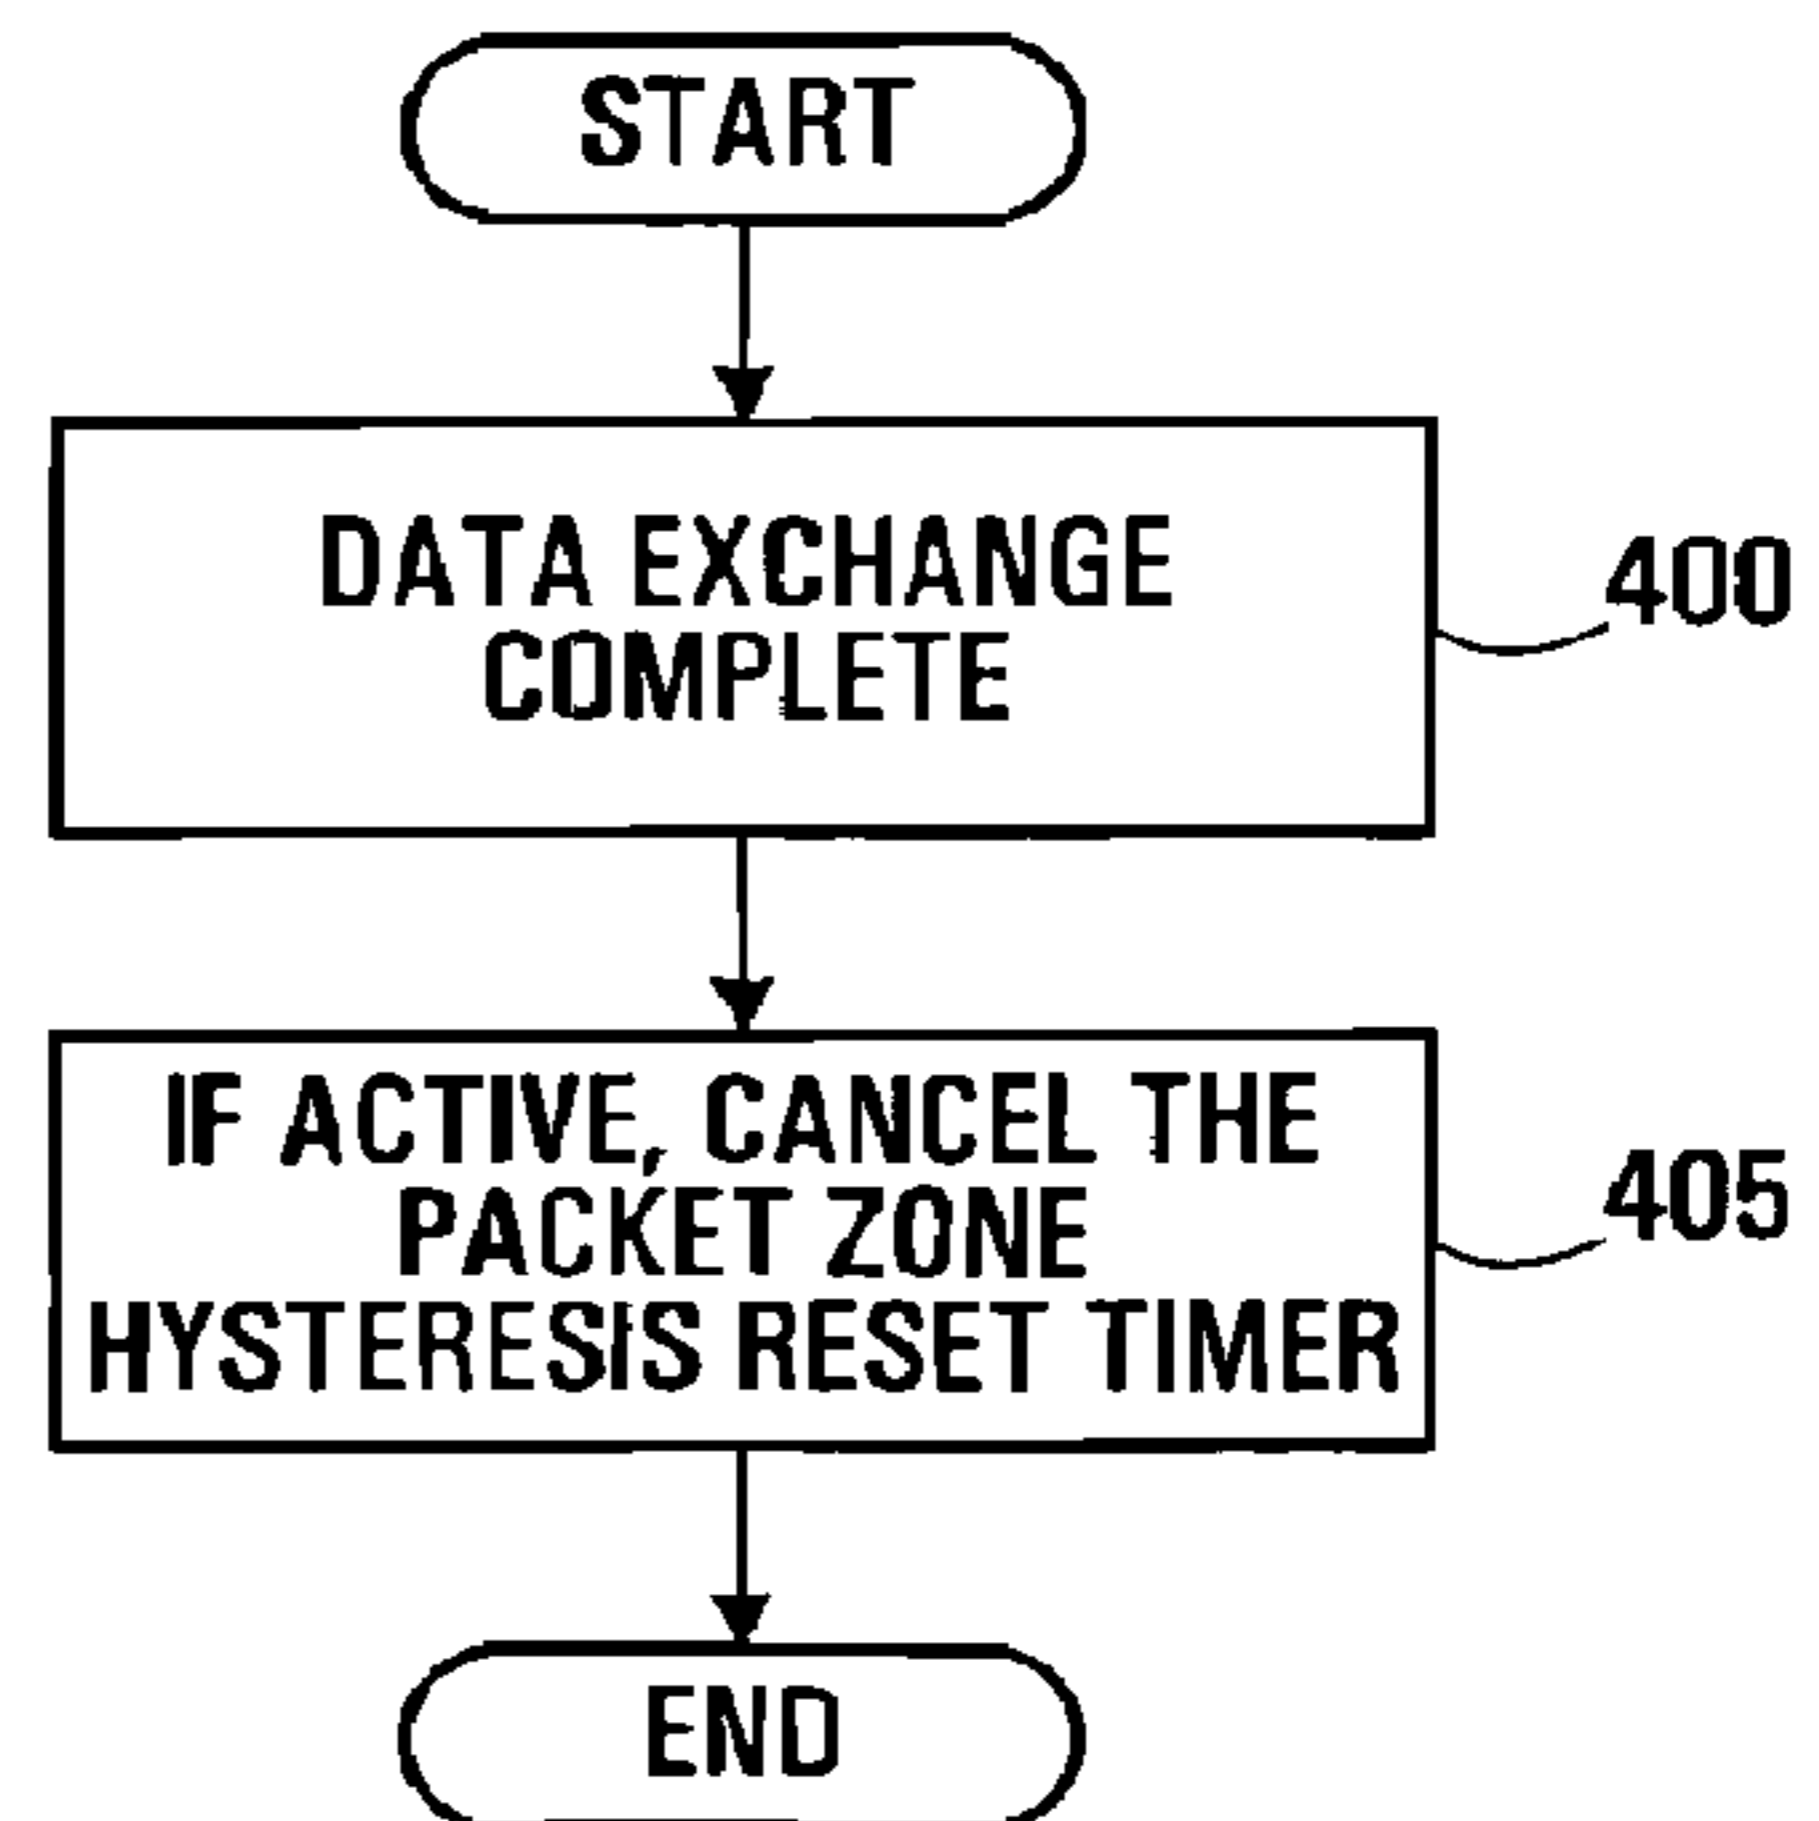 START
DATA EXCHANGE
COMPLETE
400
IF ACTIVE, CANCEL THE
PACKET ZONE
HYSTERESIS RESET TIMER
405
END